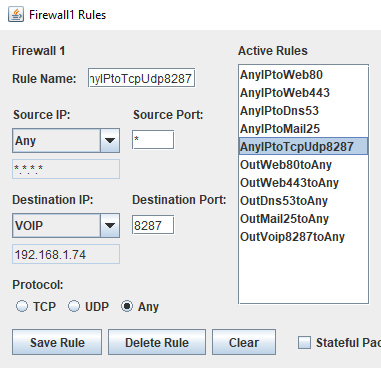 Firewall1 Rules
Firewall 1
Rule Name:
nyIPtoTcpUdp8287
Source IP:
Source Port:
Any
*
*.*.*.*
Destination IP:
Destination Port:
VOIP
8287
192.168.1.74
Protocol:
TCP
UDP
Any
Save Rule
Delete Rule
Clear
Active Rules
AnyIPtoWeb80
AnyIPtoWeb443
AnyIPtoDns53
AnyIPtoMail25
AnyIPtoTcpUdp8287
OutWeb80toAny
OutWeb443toAny
OutDns53toAny
OutMail25toAny
OutVoip8287toAny
Stateful Pac